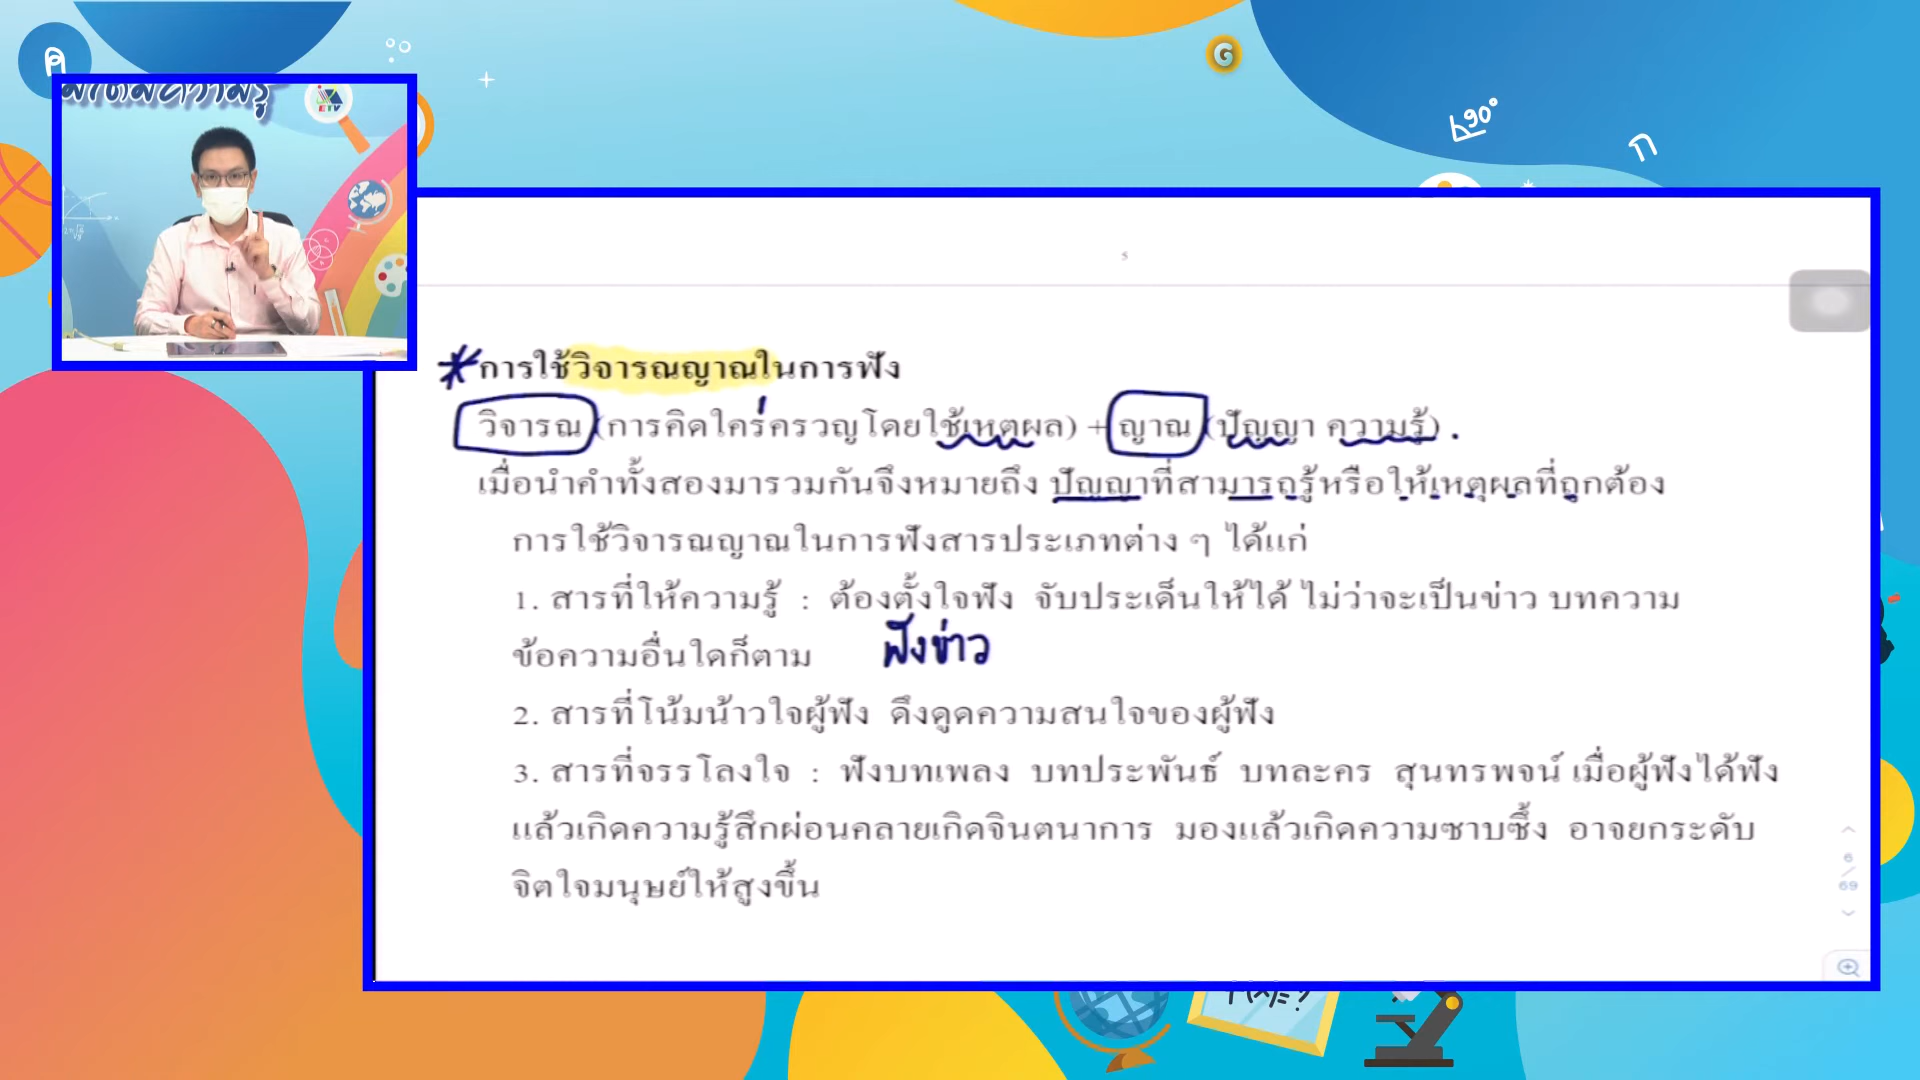 ค
มเติมความรู้
ETV
G
90°
ก
5
*การใช้วิจารณญาณในการฟัง
วิจารณ (การคิดใคร่ครวญโดยใช้เหตุผล) + ญาณ (ปัญญา ความรู้) .
เมื่อนำคำทั้งสองมารวมกันจึงหมายถึง ปัญญาที่สามารถรู้หรือให้เหตุผลที่ถูกต้อง
การใช้วิจารณญาณในการฟังสารประเภทต่าง ๆ ได้แก่
1. สารที่ให้ความรู้ : ต้องตั้งใจฟัง จับประเด็นให้ได้ ไม่ว่าจะเป็นข่าว บทความ
ข้อความอื่นใดก็ตาม ฟังข่าว
2. สารที่โน้มน้าวใจผู้ฟัง ดึงดูดความสนใจของผู้ฟัง
3. สารที่จรรโลงใจ : ฟังบทเพลง บทประพันธ์ บทละคร สุนทรพจน์ เมื่อผู้ฟังได้ฟัง
แล้วเกิดความรู้สึกผ่อนคลายเกิดจินตนาการ มองแล้วเกิดความซาบซึ้ง อาจยกระดับ
จิตใจมนุษย์ให้สูงขึ้น
6
/
69